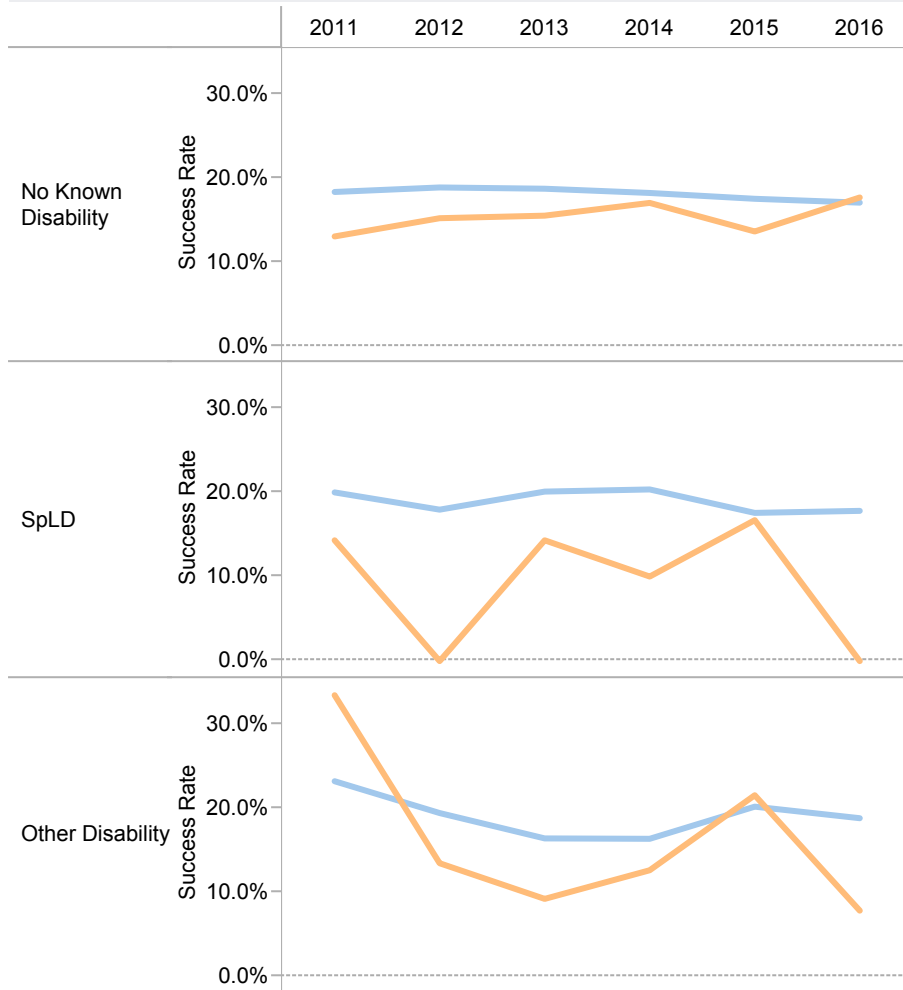 2011 2012 2013 2014 2015 2016
No Known
Disability
Success Rate
30.0%
20.0%
10.0%
0.0%
SpLD
Success Rate
30.0%
20.0%
10.0%
0.0%
Other Disability
Success Rate
30.0%
20.0%
10.0%
0.0%